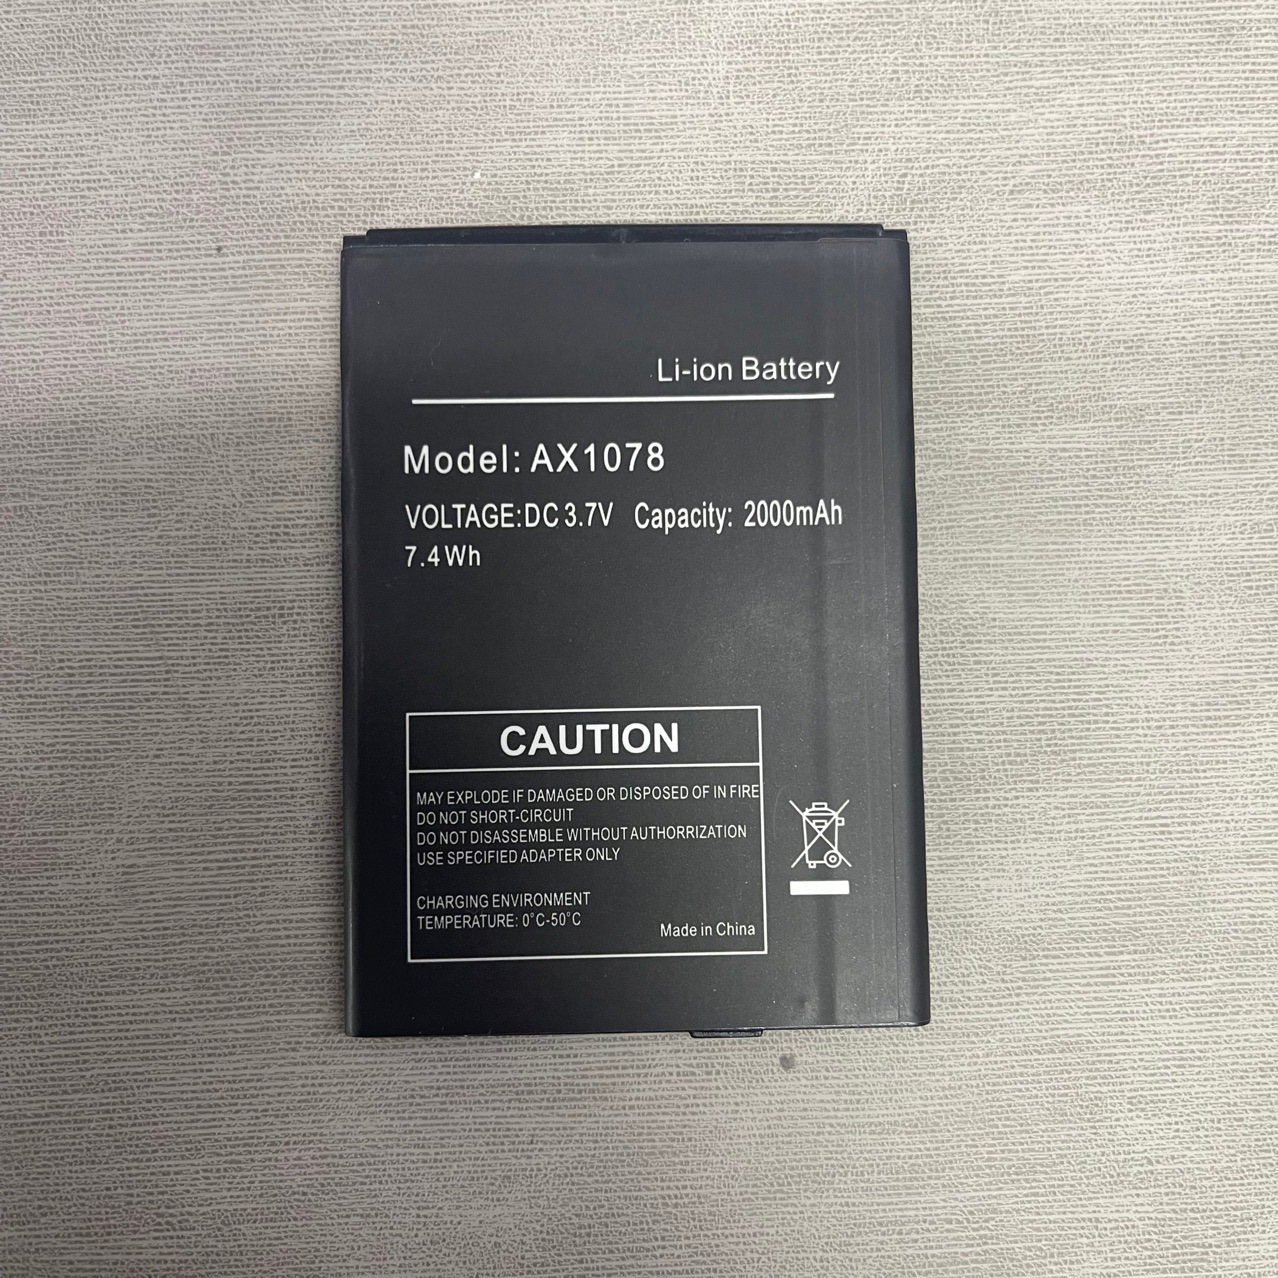 Li-ion Battery
Model: AX1078
VOLTAGE:DC 3.7V Capacity: 2000mAh
7.4Wh
CAUTION
MAY EXPLODE IF DAMAGED OR DISPOSED OF IN FIRE
DO NOT SHORT-CIRCUIT
DO NOT DISASSEMBLE WITHOUT AUTHORRIZATION
USE SPECIFIED ADAPTER ONLY
CHARGING ENVIRONMENT
TEMPERATURE: 0°C-50°C
Made in China